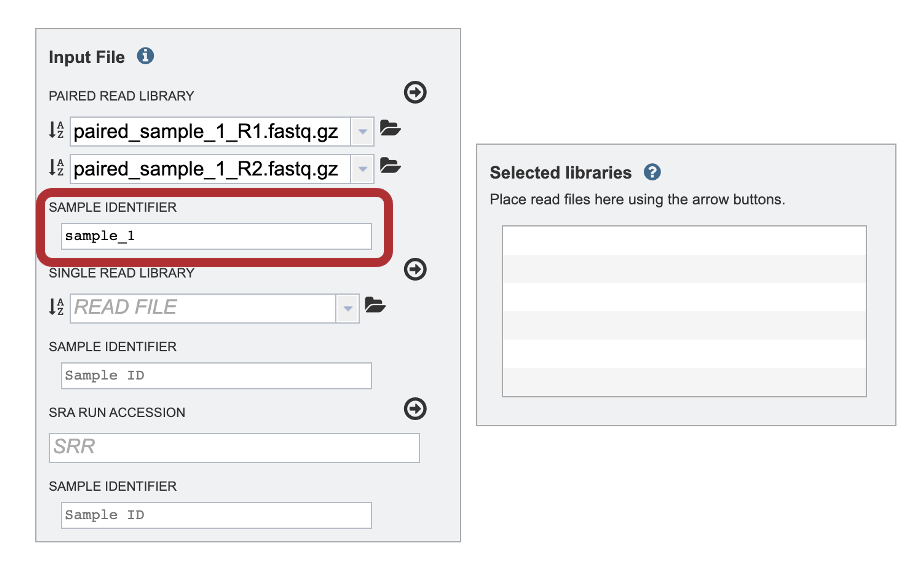 Input File
PAIRED READ LIBRARY
paired_sample_1_R1.fastq.gz
paired_sample_1_R2.fastq.gz
SAMPLE IDENTIFIER
sample_1
SINGLE READ LIBRARY
READ FILE
SAMPLE IDENTIFIER
Sample ID
SRA RUN ACCESSION
SRR
SAMPLE IDENTIFIER
Sample ID
Selected libraries
Place read files here using the arrow buttons.